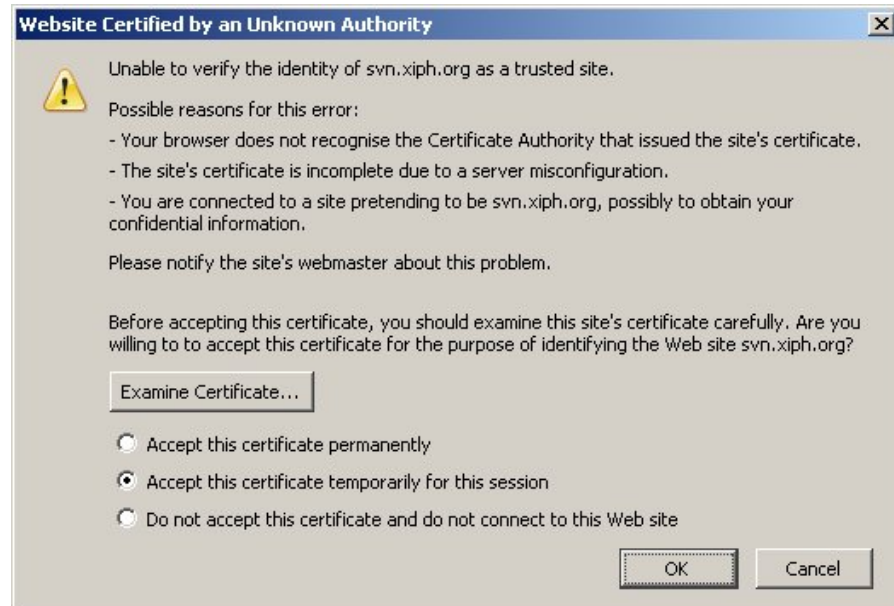 Website Certified by an Unknown Authority
Unable to verify the identity of svn.xiph.org as a trusted site.
Possible reasons for this error:
- Your browser does not recognise the Certificate Authority that issued the site's certificate.
- The site's certificate is incomplete due to a server misconfiguration.
- You are connected to a site pretending to be svn.xiph.org, possibly to obtain your
confidential information.
Please notify the site's webmaster about this problem.
Before accepting this certificate, you should examine this site's certificate carefully. Are you
willing to to accept this certificate for the purpose of identifying the Web site svn.xiph.org?
Examine Certificate...
Accept this certificate permanently
Accept this certificate temporarily for this session
Do not accept this certificate and do not connect to this Web site
OK Cancel